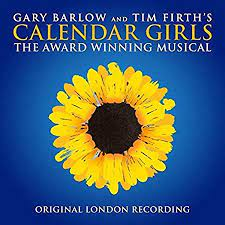 GARY BARLOW AND TIM FIRTH'S
CALENDAR GIRLS
THE AWARD WINNING MUSICAL
ORIGINAL LONDON RECORDING